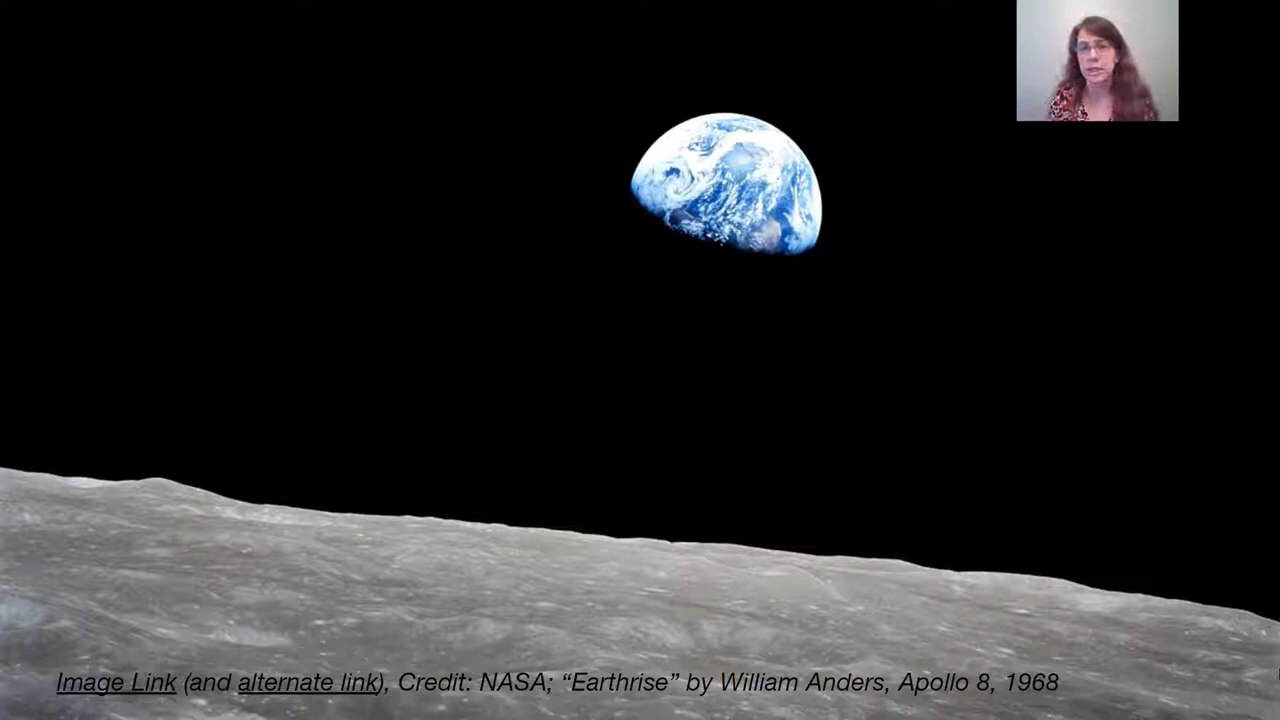 Image Link (and alternate link), Credit: NASA; “Earthrise” by William Anders, Apollo 8, 1968